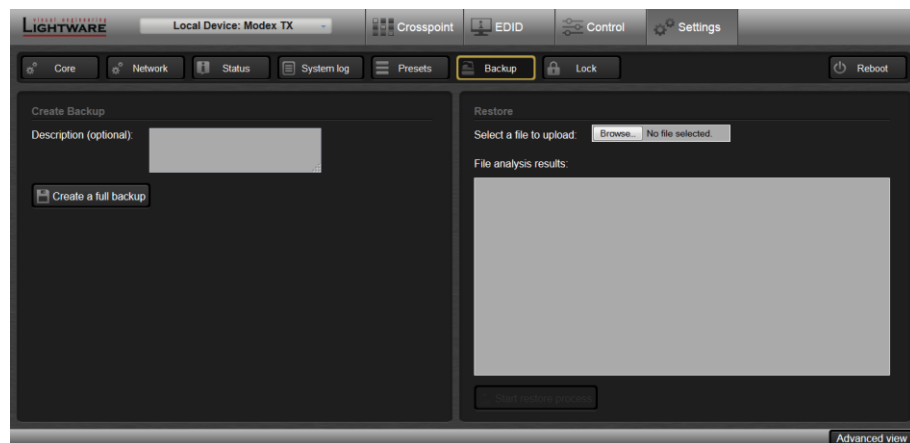 visual engineering
LIGHTWARE
Local Device: Modex TX
Crosspoint
EDID
Control
Settings
Core
Network
Status
System log
Presets
Backup
Lock
Reboot
Create Backup
Description (optional):
Create a full backup
Restore
Select a file to upload:
Browse...
No file selected.
File analysis results:
Start restore process
Advanced view